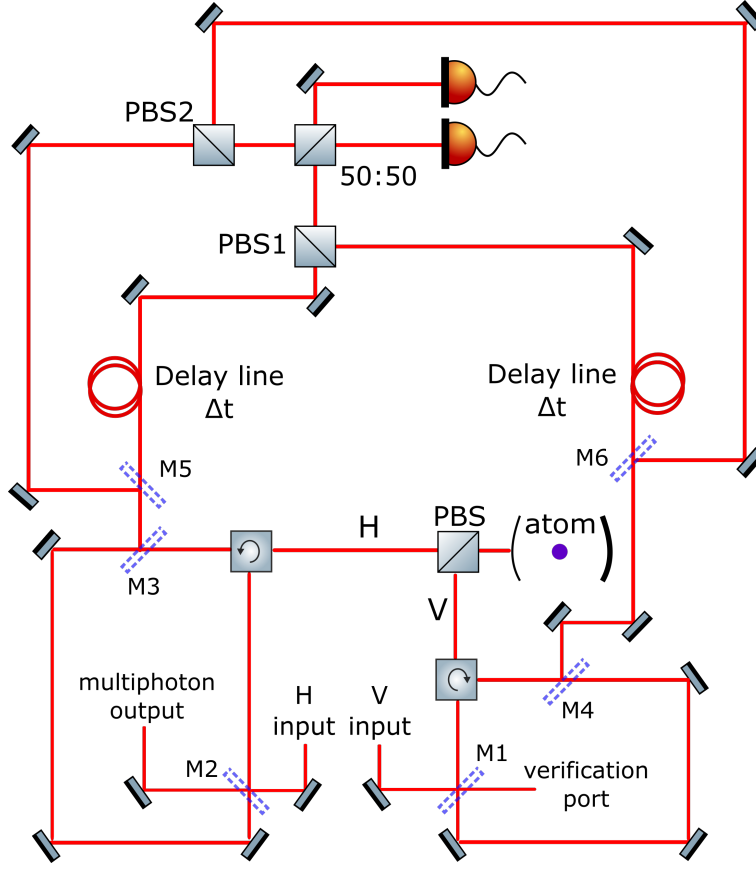 PBS2
50:50
PBS1
Delay line
Δt
Delay line
Δt
M5
M6
M3
H
PBS
atom
V
M4
multiphoton
output
H
input
V
input
M2
M1
verification
port